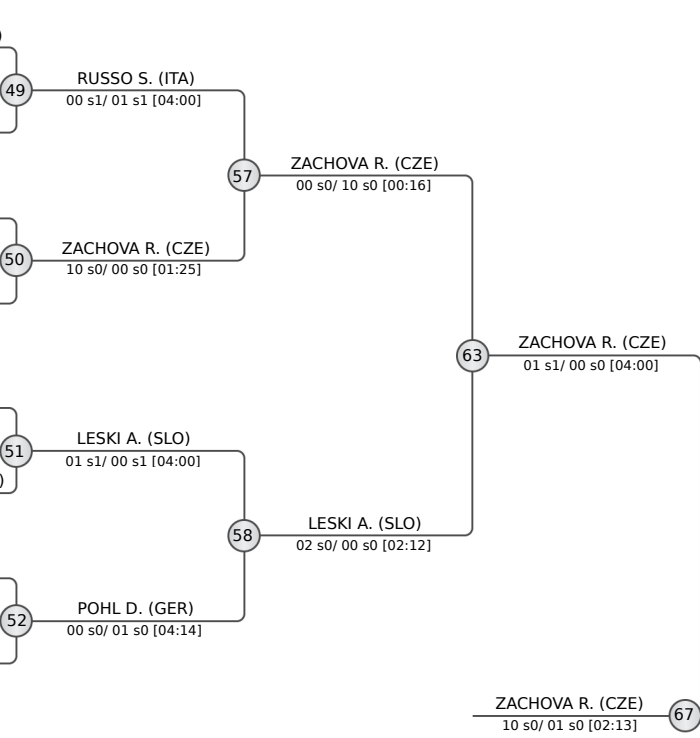 )
49
RUSSO S. (ITA)
00 s1/ 01 s1 [04:00]
57
ZACHOVA R. (CZE)
00 s0/ 10 s0 [00:16]
50
ZACHOVA R. (CZE)
10 s0/ 00 s0 [01:25]
63
ZACHOVA R. (CZE)
01 s1/ 00 s0 [04:00]
51
LESKI A. (SLO)
01 s1/ 00 s1 [04:00]
)
58
LESKI A. (SLO)
02 s0/ 00 s0 [02:12]
52
POHL D. (GER)
00 s0/ 01 s0 [04:14]
ZACHOVA R. (CZE)
10 s0/ 01 s0 [02:13]
67